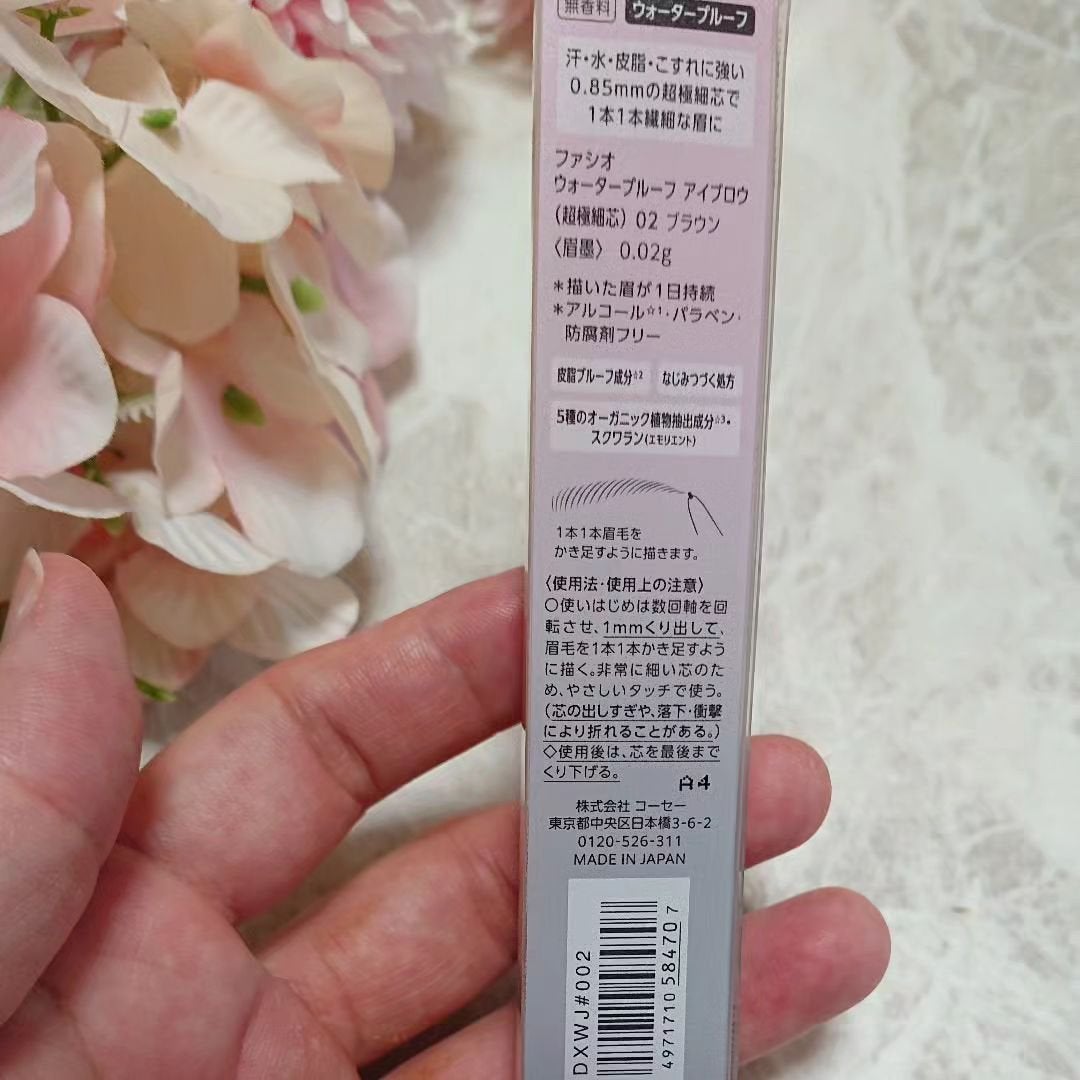 無香料 ウォータープルーフ
汗・水・皮脂・こすれに強い
0.85mmの超極細芯で
1本1本繊細な眉に
ファシオ
ウォータープルーフ アイブロウ
（超極細芯）02 ブラウン
〈眉墨〉 0.02g
＊描いた眉が1日持続
＊アルコール☆1・パラベン・
防腐剤フリー
皮脂プルーフ成分☆2 なじみつづく処方
5種のオーガニック植物抽出成分☆3・
スクワラン(エモリエント)
1本1本眉毛を
かき足すように描きます。
〈使用法・使用上の注意〉
○使いはじめは数回軸を回
転させ、1mmくり出して、
眉毛を1本1本かき足すよう
に描く。非常に細い芯のた
め、やさしいタッチで使う。
（芯の出しすぎや、落下・衝撃
により折れることがある。）
◇使用後は、芯を最後まで
くり下げる。
A4
株式会社 コーセー
東京都中央区日本橋3-6-2
0120-526-311
MADE IN JAPAN
DXWJ#002
4971710584707